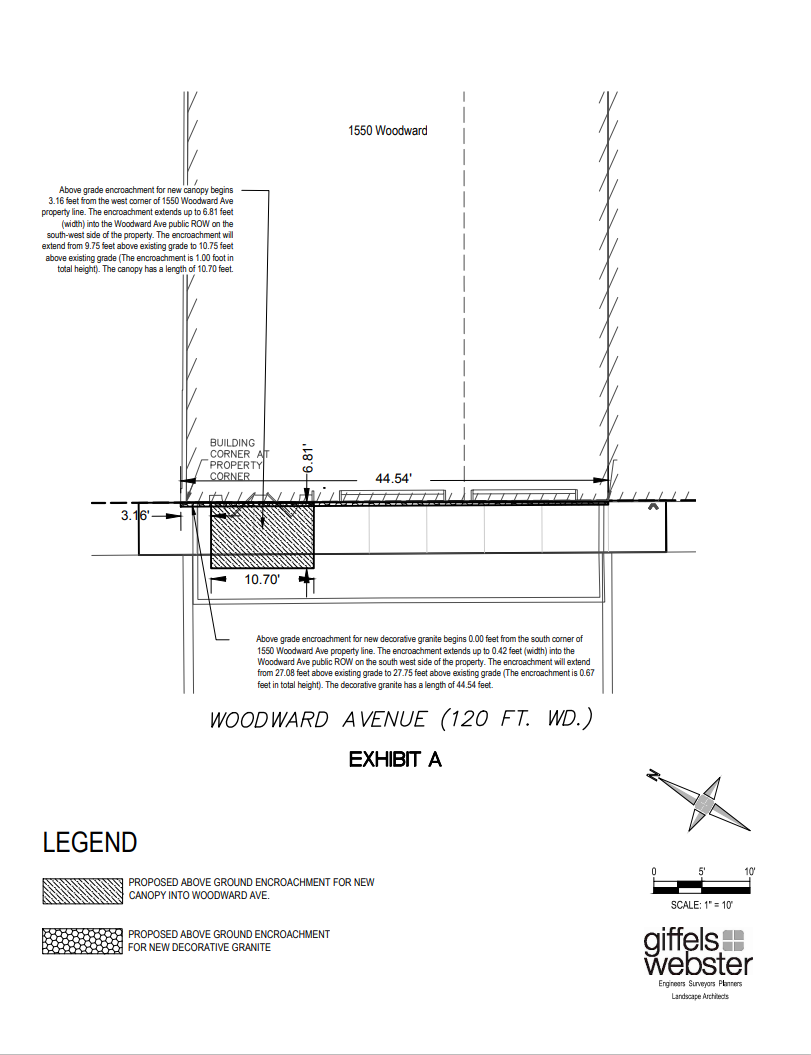 1550 Woodward
Above grade encroachment for new canopy begins
3.16 feet from the west corner of 1550 Woodward Ave
property line. The encroachment extends up to 6.81 feet
(width) into the Woodward Ave public ROW on the
south-west side of the property. The encroachment will
extend from 9.75 feet above existing grade to 10.75 feet
above existing grade (The encroachment is 1.00 foot in
total height). The canopy has a length of 10.70 feet.
BUILDING
CORNER AT
PROPERTY
CORNER
6.81'
44.54'
3.16'
10.70'
Above grade encroachment for new decorative granite begins 0.00 feet from the south corner of
1550 Woodward Ave property line. The encroachment extends up to 0.42 feet (width) into the
Woodward Ave public ROW on the south west side of the property. The encroachment will extend
from 27.08 feet above existing grade to 27.75 feet above existing grade (The encroachment is 0.67
feet in total height). The decorative granite has a length of 44.54 feet.
WOODWARD AVENUE (120 FT. WD.)
EXHIBIT A
N
LEGEND
PROPOSED ABOVE GROUND ENCROACHMENT FOR NEW
CANOPY INTO WOODWARD AVE.
PROPOSED ABOVE GROUND ENCROACHMENT
FOR NEW DECORATIVE GRANITE
0 5' 10'
SCALE: 1" = 10'
giffels
webster
Engineers Surveyors Planners
Landscape Architects